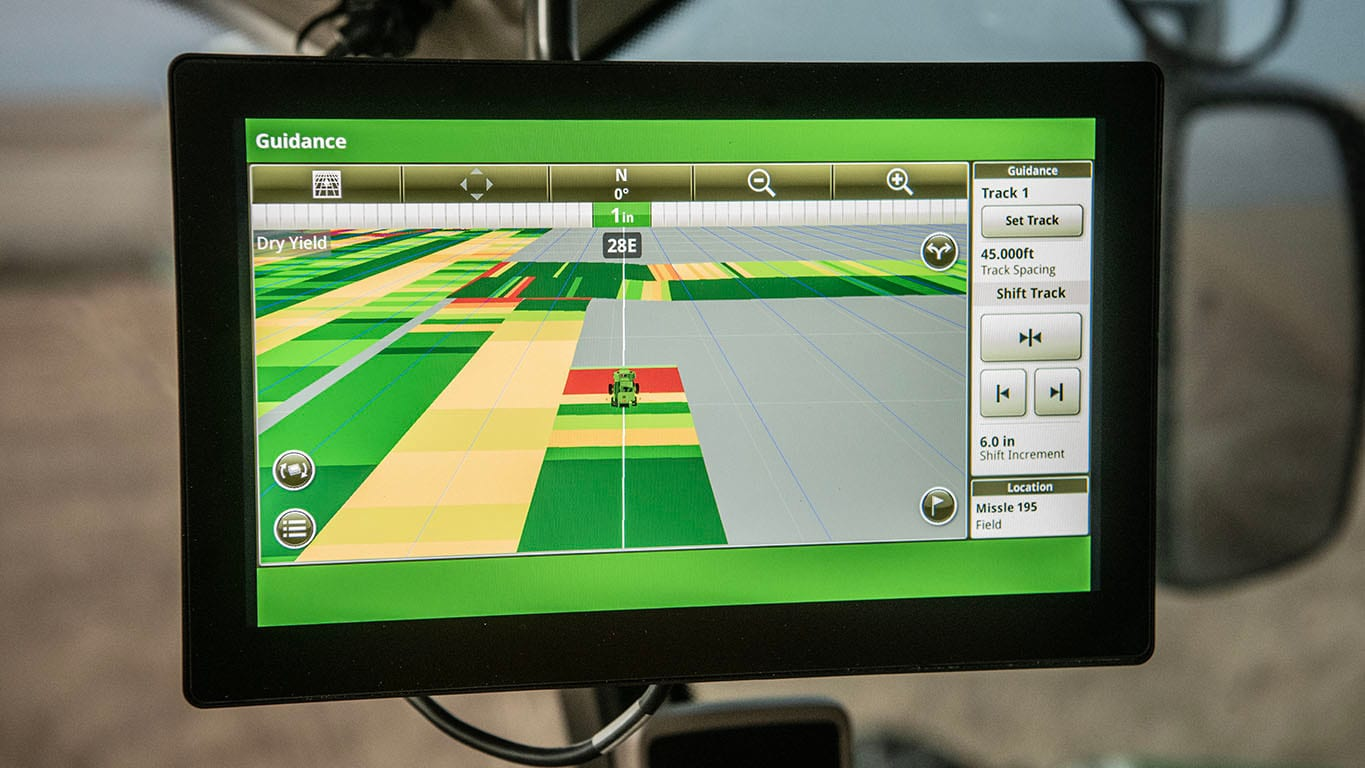 Guidance
N
0°
1in
28E
Dry Yield
Guidance
Track 1
Set Track
45.000ft
Track Spacing
Shift Track
6.0 in
Shift Increment
Location
Missle 195
Field